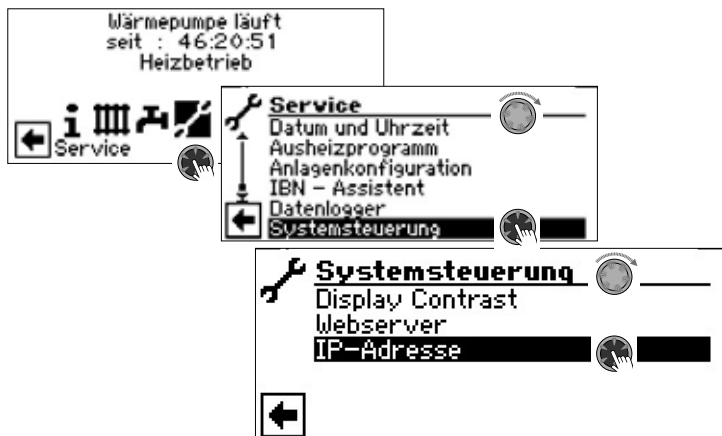 Wärmepumpe läuft
seit : 46:20:51
Heizbetrieb
Service
Service
Datum und Uhrzeit
Ausheizprogramm
Anlagenkonfiguration
IBN - Assistent
Datenlogger
Systemsteuerung
Systemsteuerung
Display Contrast
Webserver
IP-Adresse